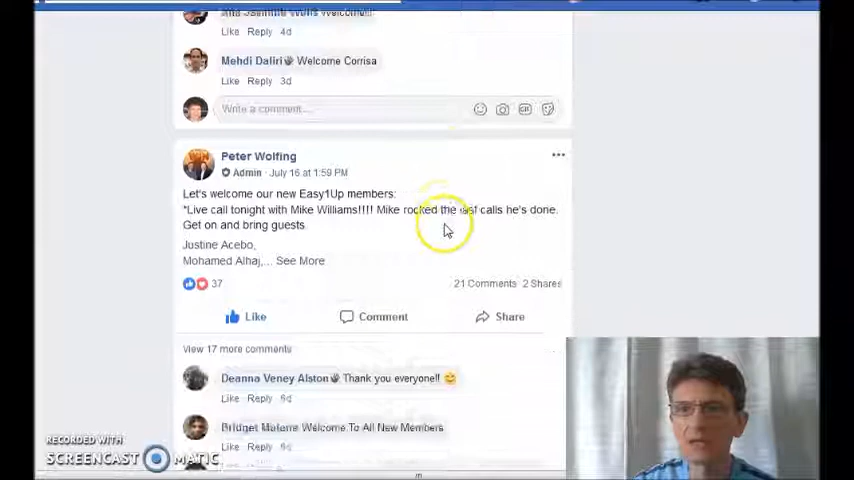 Welcome!!!
Like Reply 4d
Mehdi Daliri Welcome Corrisa
Like Reply 3d
Write a comment...
GIF
Peter Wolfing
Admin · July 16 at 1:59 PM
Let's welcome our new Easy1Up members:
*Live call tonight with Mike Williams!!!! Mike rocked the last calls he's done.
Get on and bring guests
Justine Acebo,
Mohamed Alhaj,... See More
37
21 Comments 2 Shares
Like Comment Share
View 17 more comments
Deanna Veney Alston Thank you everyone!! 😊
Like Reply 6d
Bridget Welcome To All New Members
Like Reply 6d
RECORDED WITH
SCREENCAST MATIC